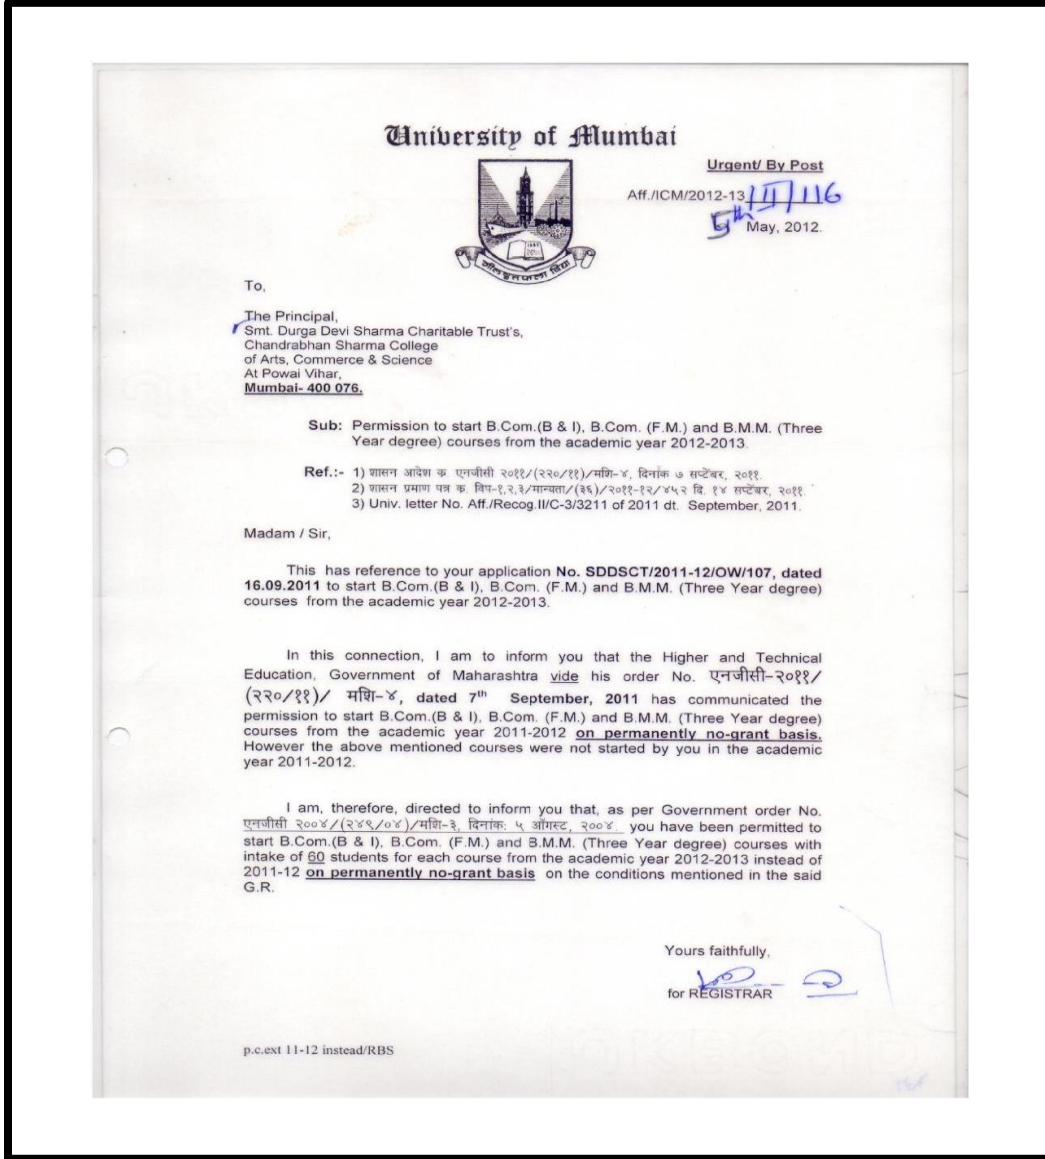 University of Mumbai
Urgent/ By Post
Aff./ICM/2012-13/II/116
5th May, 2012.
शीलवृतफला विद्या
To,
The Principal,
Smt. Durga Devi Sharma Charitable Trust's,
Chandrabhan Sharma College
of Arts, Commerce & Science
At Powai Vihar,
Mumbai- 400 076.
Sub: Permission to start B.Com.(B & I), B.Com. (F.M.) and B.M.M. (Three
Year degree) courses from the academic year 2012-2013.
Ref.:- 1) शासन आदेश क्र. एनजीसी २०११/(२२०/११)/मशि-४, दिनांक ७ सप्टेंबर, २०११.
2) शासन प्रमाण पत्र क्र. विप-१,२,३/मान्यता/(३६)/२०११-१२/४५२ दि. १४ सप्टेंबर, २०११.
3) Univ. letter No. Aff./Recog.II/C-3/3211 of 2011 dt. September, 2011.
Madam / Sir,
This has reference to your application No. SDDSCT/2011-12/OW/107, dated
16.09.2011 to start B.Com.(B & I), B.Com. (F.M.) and B.M.M. (Three Year degree)
courses from the academic year 2012-2013.
In this connection, I am to inform you that the Higher and Technical
Education, Government of Maharashtra vide his order No. एनजीसी-२०११/
(२२०/११)/ मशि-४, dated 7th September, 2011 has communicated the
permission to start B.Com.(B & I), B.Com. (F.M.) and B.M.M. (Three Year degree)
courses from the academic year 2011-2012 on permanently no-grant basis.
However the above mentioned courses were not started by you in the academic
year 2011-2012.
I am, therefore, directed to inform you that, as per Government order No.
एनजीसी २००४/(२४९/०४)/मशि-३, दिनांक: ५ ऑगस्ट, २००४. you have been permitted to
start B.Com.(B & I), B.Com. (F.M.) and B.M.M. (Three Year degree) courses with
intake of 60 students for each course from the academic year 2012-2013 instead of
2011-12 on permanently no-grant basis on the conditions mentioned in the said
G.R.
Yours faithfully,
for REGISTRAR
p.c.ext 11-12 instead/RBS